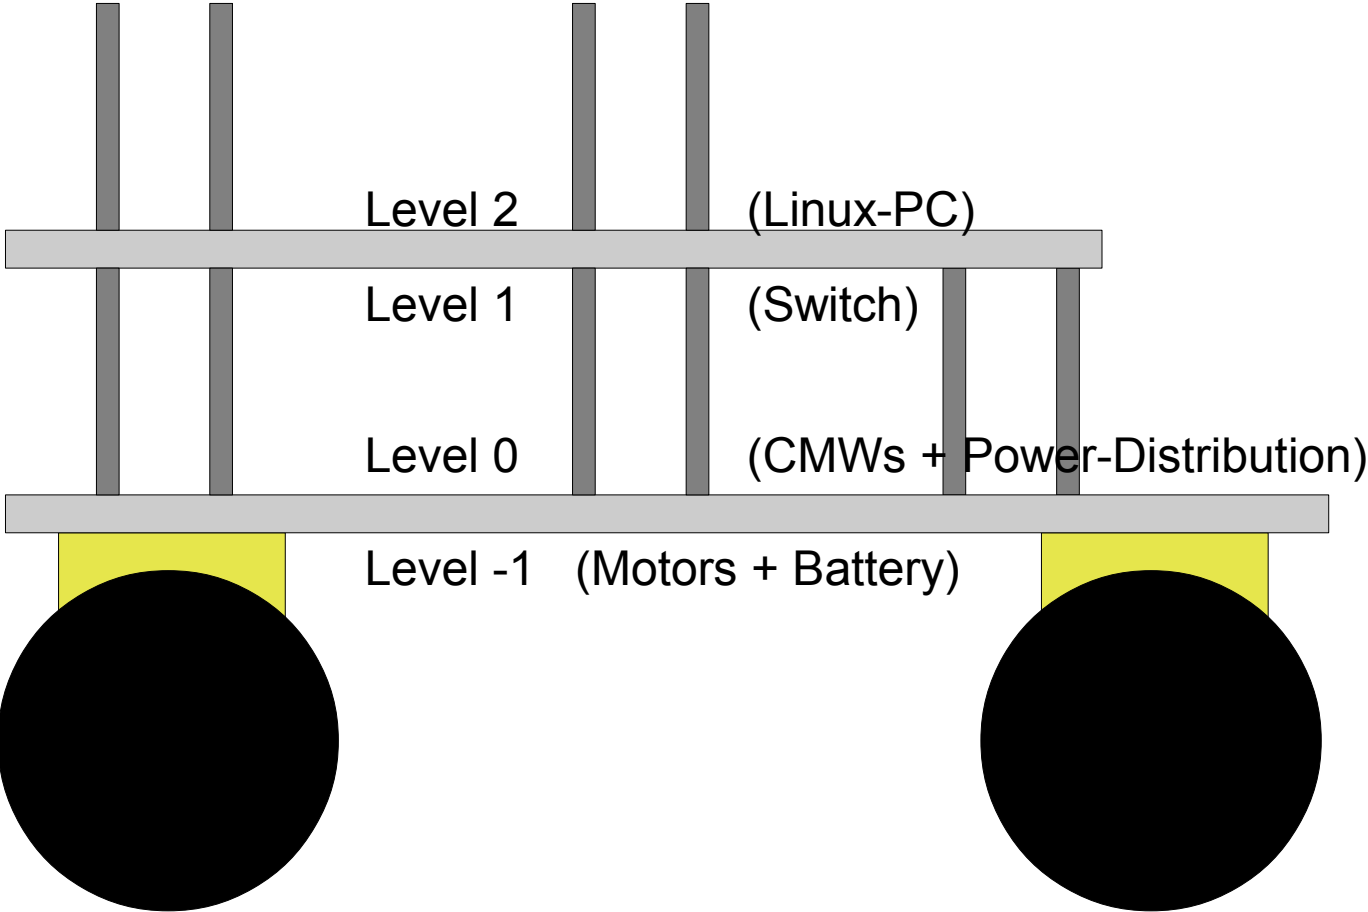 Level 2 (Linux-PC)
Level 1 (Switch)
Level 0 (CMWs + Power-Distribution)
Level -1 (Motors + Battery)